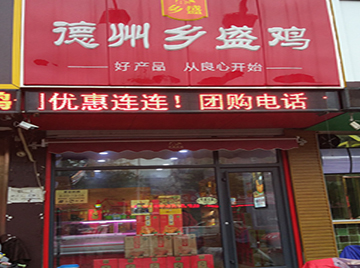 乡盛
德州乡盛鸡
好产品 从良心开始
优惠连连！团购电话